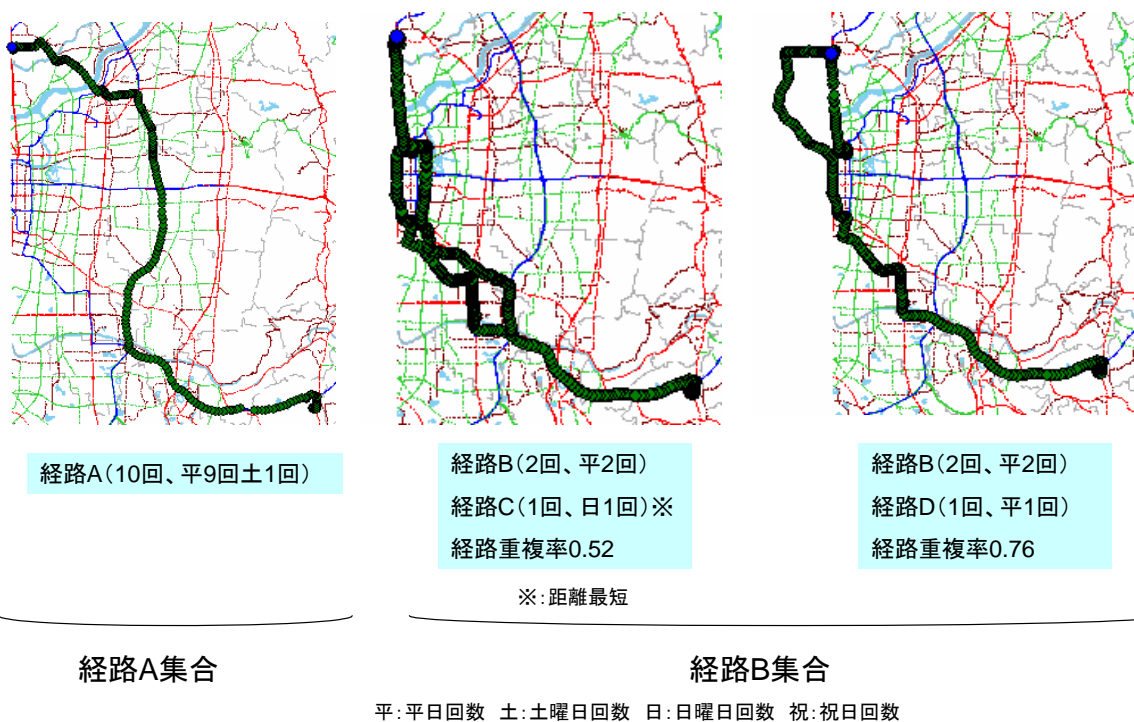 経路A(10回、平9回土1回)
経路B(2回、平2回)
経路C(1回、日1回)※
経路重複率0.52
経路B(2回、平2回)
経路D(1回、平1回)
経路重複率0.76
※:距離最短
経路A集合
経路B集合
平:平日回数 土:土曜日回数 日:日曜日回数 祝:祝日回数